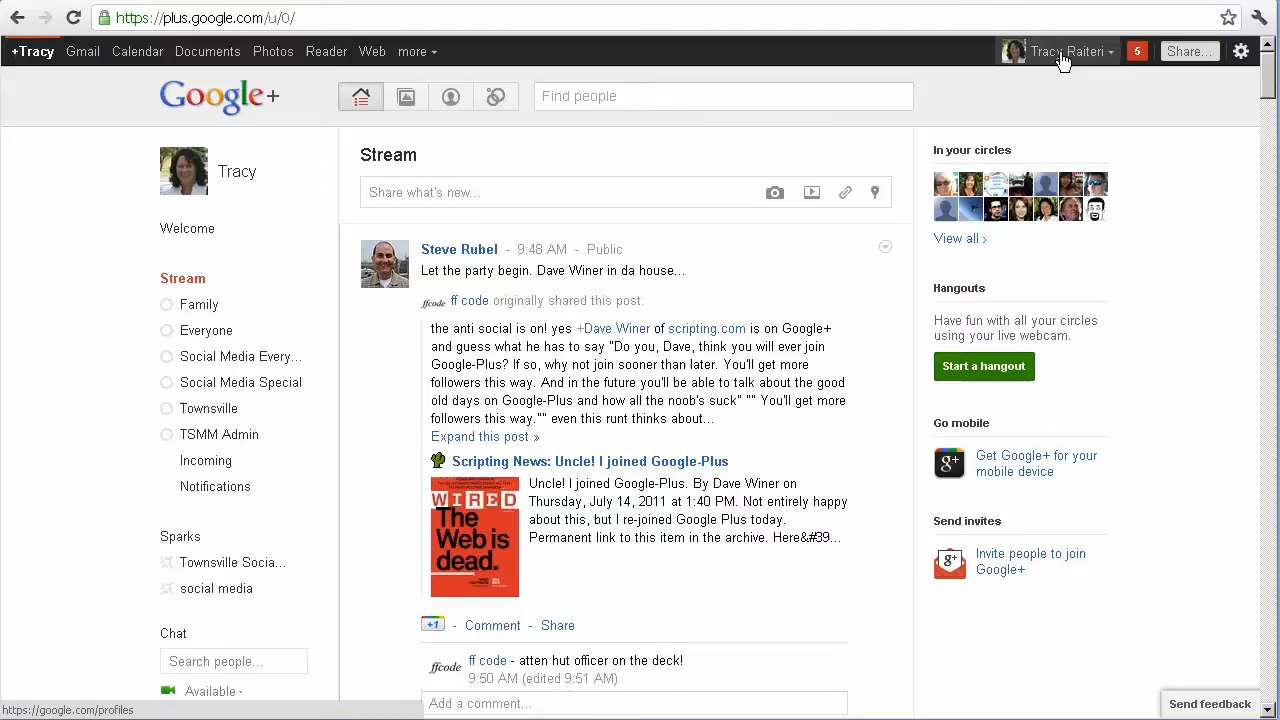 https://plus.google.com/u/0/
+Tracy Gmail Calendar Documents Photos Reader Web more
Tracy Raiteri 5 Share...
Google+
Find people
Tracy
Welcome
Stream
Family
Everyone
Social Media Every...
Social Media Special
Townsville
TSMM Admin
Incoming
Notifications
Sparks
Townsville Socia...
social media
Chat
Search people...
Available
https://google.com/profiles
Stream
Share what's new...
Steve Rubel - 9:48 AM - Public
Let the party begin. Dave Winer in da house...
ffcode ff code originally shared this post:
the anti social is on! yes +Dave Winer of scripting.com is on Google+
and guess what he has to say "Do you, Dave, think you will ever join
Google-Plus? If so, why not join sooner than later. You'll get more
followers this way. And in the future you'll be able to talk about the good
old days on Google-Plus and how all the noob's suck" "" You'll get more
followers this way."" even this runt thinks about...
Expand this post »
Scripting News: Uncle! I joined Google-Plus
WIRED
The
Web is
dead.
Uncle! I joined Google-Plus. By Dave Winer on
Thursday, July 14, 2011 at 1:40 PM. Not entirely happy
about this, but I re-joined Google Plus today.
Permanent link to this item in the archive. Here&#39...
+1 - Comment - Share
ffcode ff code - atten hut officer on the deck!
9:50 AM (edited 9:51 AM)
Add a comment...
In your circles
View all ›
Hangouts
Have fun with all your circles
using your live webcam.
Start a hangout
Go mobile
g+ Get Google+ for your
mobile device
Send invites
g+ Invite people to join
Google+
Send feedback